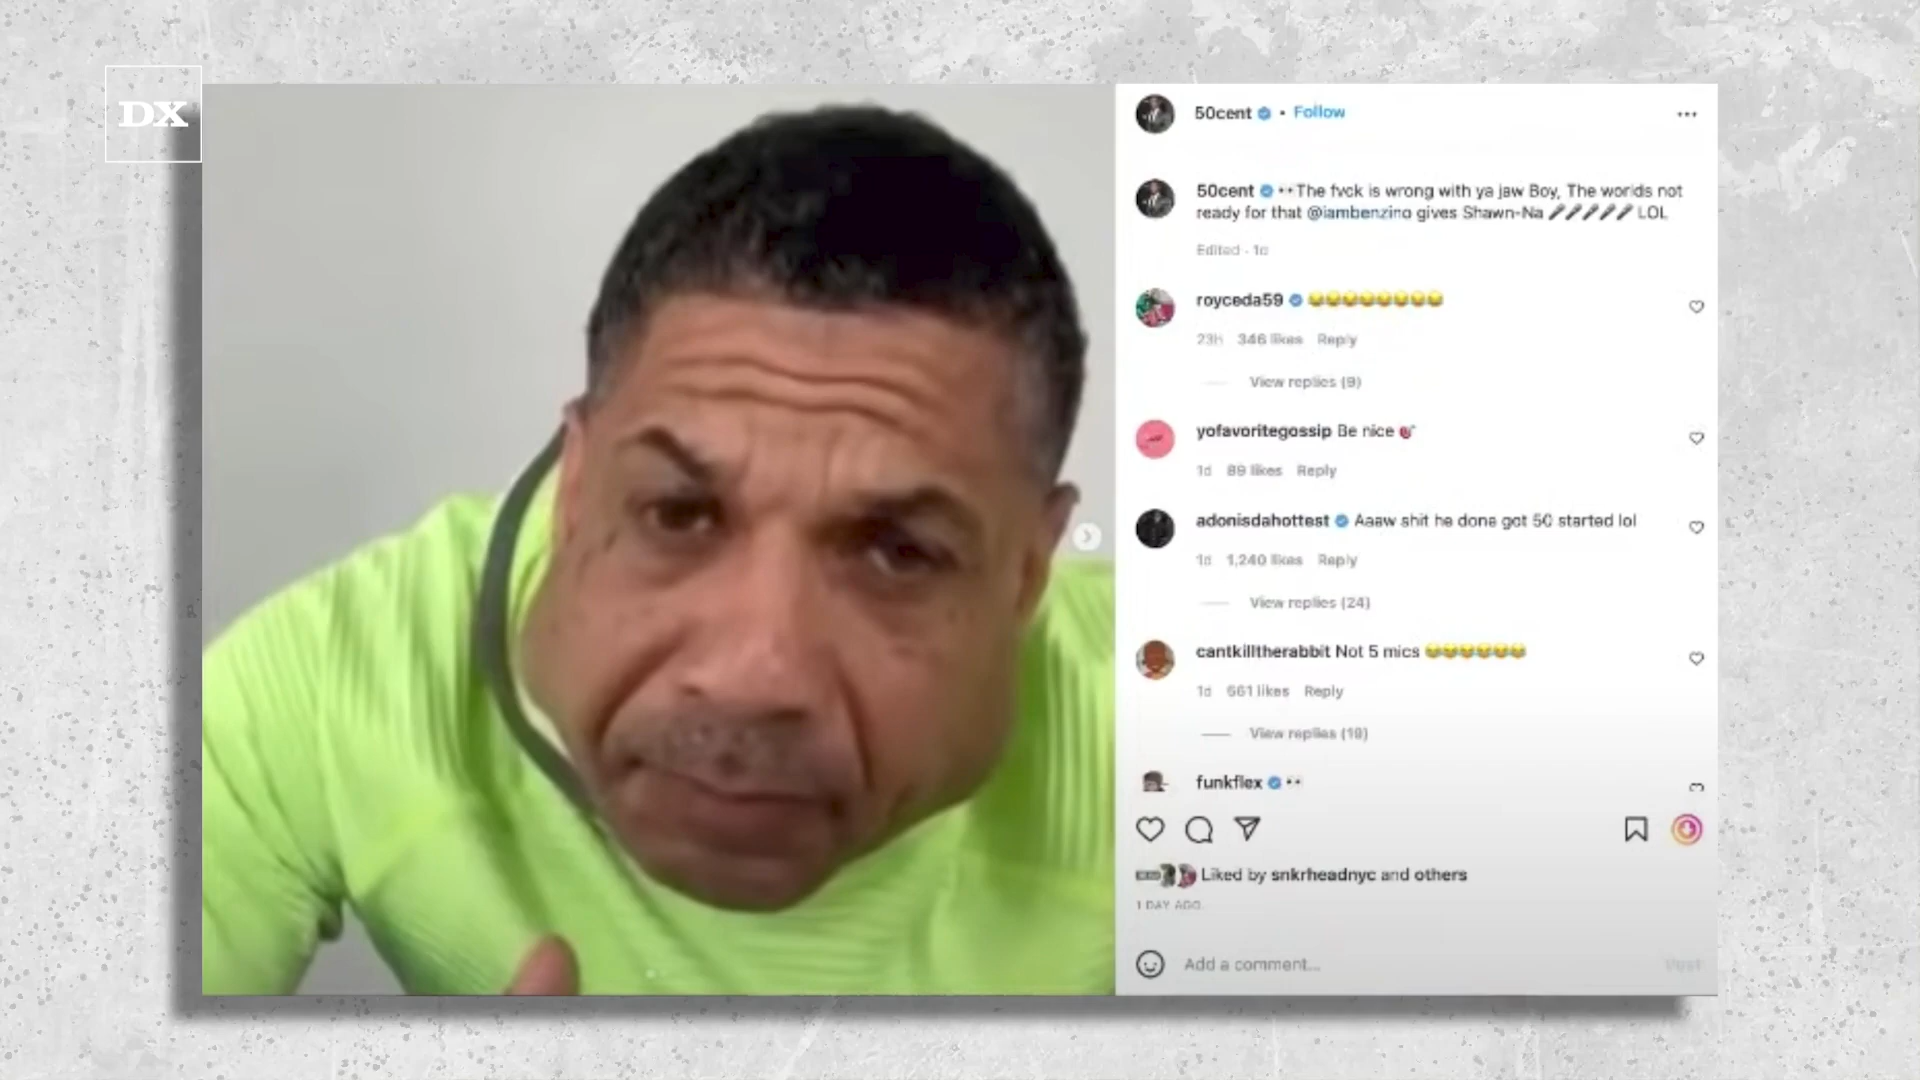 DX
50cent • Follow
50cent 👀The fvck is wrong with ya jaw Boy, The worlds not
ready for that @iambenzino gives Shawn-Na 🎤🎤🎤🎤🎤 LOL
Edited · 1d
royceda59 😂😂😂😂😂😂😂😂
23h 346 likes Reply
View replies (9)
yofavoritegossip Be nice 🎯
1d 89 likes Reply
adonisdahottest Aaaw shit he done got 50 started lol
1d 1,240 likes Reply
View replies (24)
cantkilltherabbit Not 5 mics 😂😂😂😂😂😂
1d 661 likes Reply
View replies (19)
funkflex 👀
Liked by snkrheadnyc and others
1 DAY AGO
Add a comment...
Post